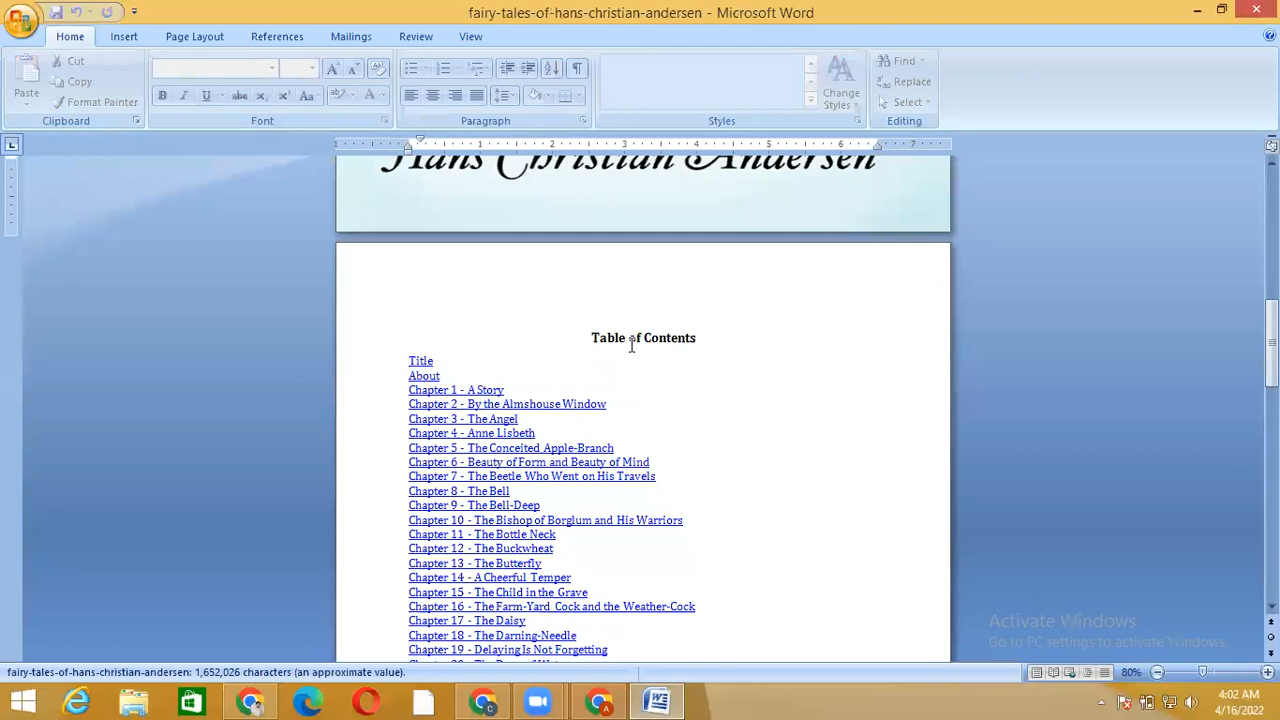 fairy-tales-of-hans-christian-andersen - Microsoft Word
Home Insert Page Layout References Mailings Review View
Cut
Copy
Paste
Format Painter
Clipboard
Font
Paragraph
Change
Styles
Styles
Find
Replace
Select
Editing
1 1 2 3 4 5 6 7
Hans Christian Andersen
Table of Contents
Title
About
Chapter 1 - A Story
Chapter 2 - By the Almshouse Window
Chapter 3 - The Angel
Chapter 4 - Anne Lisbeth
Chapter 5 - The Conceited Apple-Branch
Chapter 6 - Beauty of Form and Beauty of Mind
Chapter 7 - The Beetle Who Went on His Travels
Chapter 8 - The Bell
Chapter 9 - The Bell-Deep
Chapter 10 - The Bishop of Borglum and His Warriors
Chapter 11 - The Bottle Neck
Chapter 12 - The Buckwheat
Chapter 13 - The Butterfly
Chapter 14 - A Cheerful Temper
Chapter 15 - The Child in the Grave
Chapter 16 - The Farm-Yard Cock and the Weather-Cock
Chapter 17 - The Daisy
Chapter 18 - The Darning-Needle
Chapter 19 - Delaying Is Not Forgetting
Activate Windows
Go to PC settings to activate Windows.
fairy-tales-of-hans-christian-andersen: 1,652,026 characters (an approximate value).
80%
4:02 AM
4/16/2022